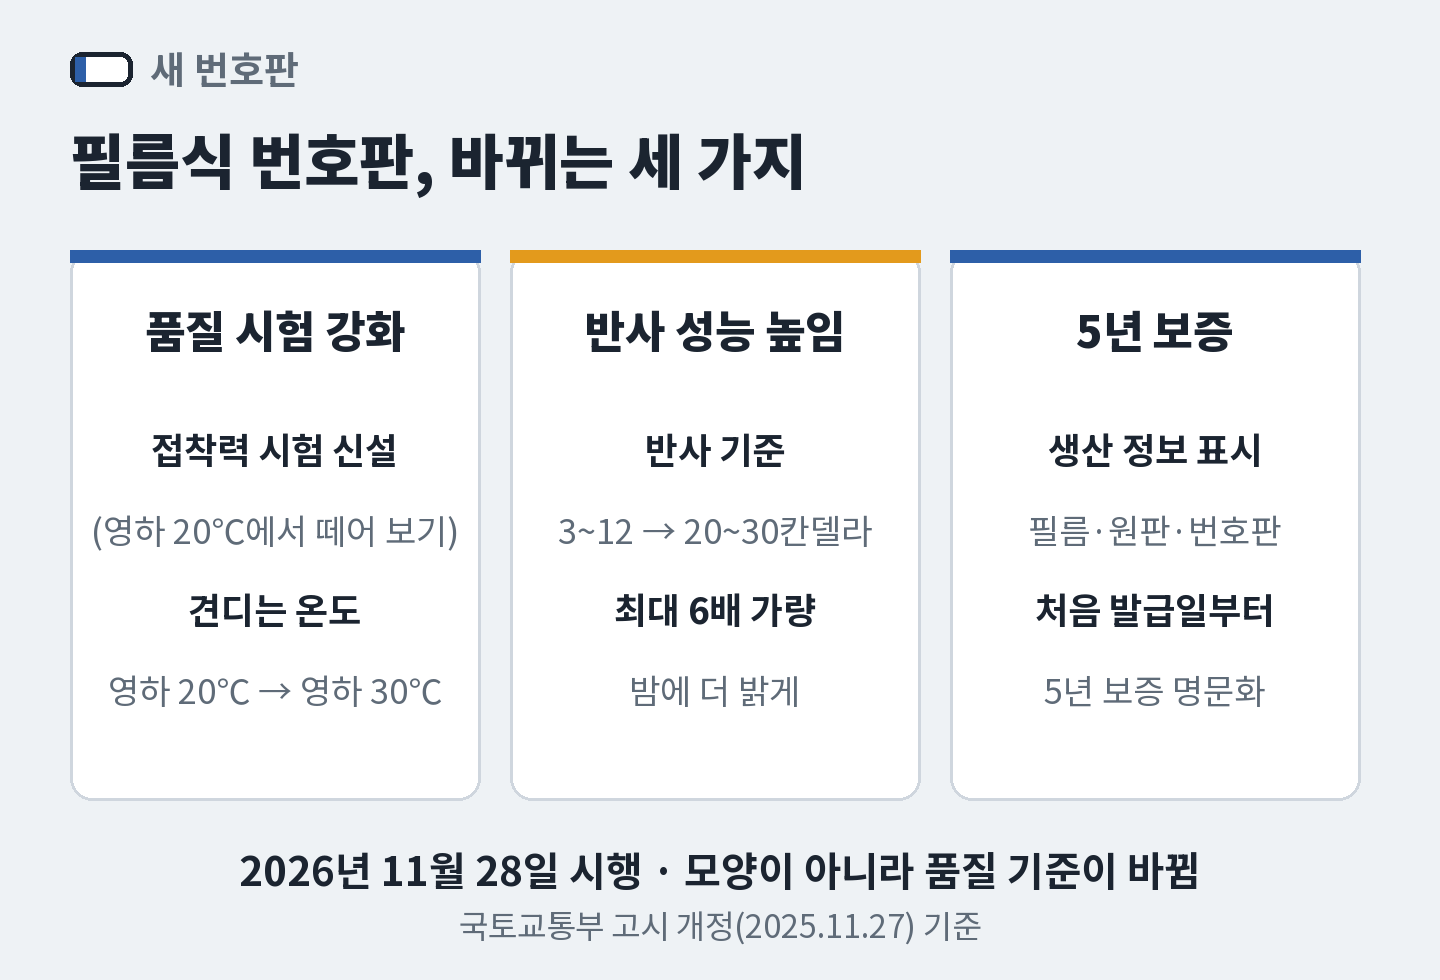 새 번호판
필름식 번호판, 바뀌는 세 가지
품질 시험 강화
접착력 시험 신설
(영하 20℃에서 떼어 보기)
견디는 온도
영하 20℃ → 영하 30℃
반사 성능 높임
반사 기준
3~12 → 20~30칸델라
최대 6배 가량
밤에 더 밝게
5년 보증
생산 정보 표시
필름·원판·번호판
처음 발급일부터
5년 보증 명문화
2026년 11월 28일 시행 · 모양이 아니라 품질 기준이 바뀜
국토교통부 고시 개정(2025.11.27) 기준